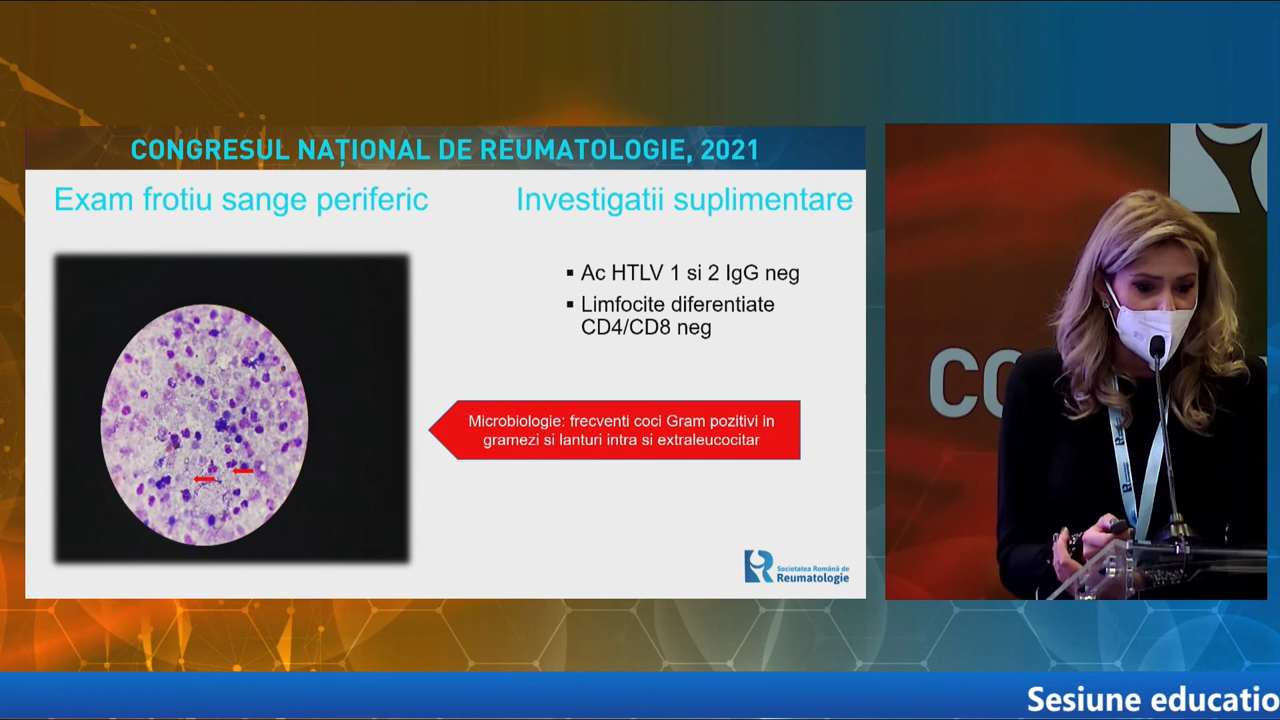 CONGRESUL NAȚIONAL DE REUMATOLOGIE, 2021
Exam frotiu sange periferic
Investigatii suplimentare
▪ Ac HTLV 1 si 2 IgG neg
▪ Limfocite diferentiate
CD4/CD8 neg
Microbiologie: frecventi coci Gram pozitivi in
gramezi si lanturi intra si extraleucocitar
Societatea Română de
Reumatologie
CO
Sesiune educatio